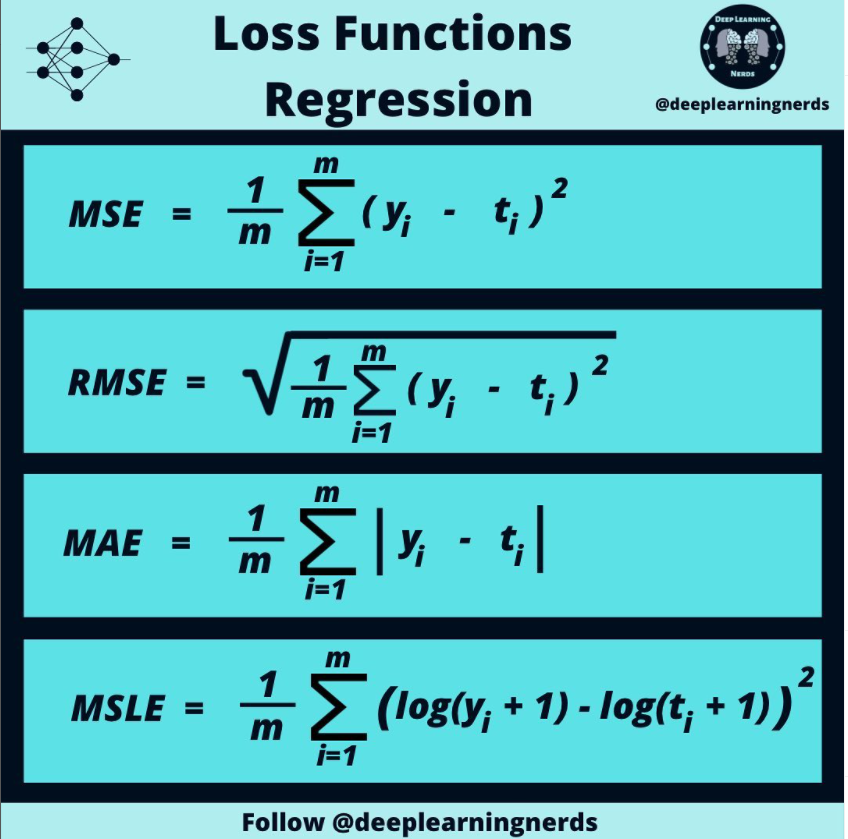 Loss Functions
Regression
DEEP LEARNING
NERDS
@deeplearningnerds
MSE = 1/m ∑_{i=1}^{m} (y_i - t_i)^2
RMSE = √(1/m ∑_{i=1}^{m} (y_i - t_i)^2)
MAE = 1/m ∑_{i=1}^{m} |y_i - t_i|
MSLE = 1/m ∑_{i=1}^{m} (log(y_i + 1) - log(t_i + 1))^2
Follow @deeplearningnerds